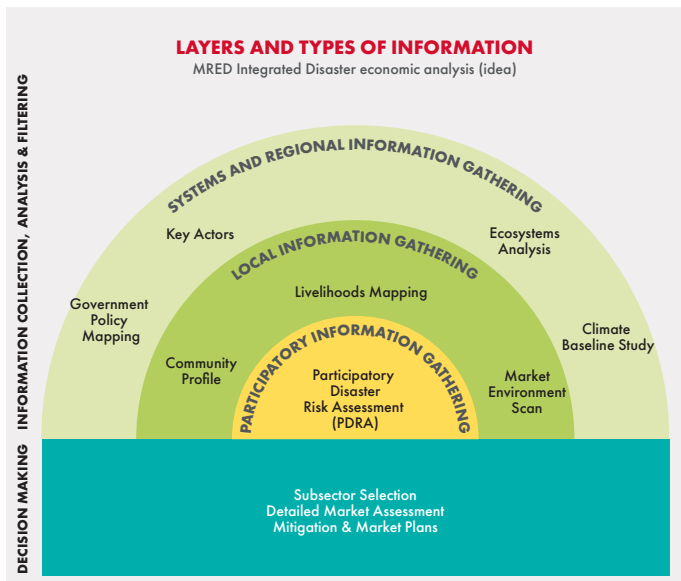 LAYERS AND TYPES OF INFORMATION
MRED Integrated Disaster economic analysis (idea)
INFORMATION COLLECTION, ANALYSIS & FILTERING
SYSTEMS AND REGIONAL INFORMATION GATHERING
Key Actors
Ecosystems
Analysis
Government
Policy
Mapping
Climate
Baseline Study
LOCAL INFORMATION GATHERING
Livelihoods Mapping
Community
Profile
Market
Environment
Scan
PARTICIPATORY INFORMATION GATHERING
Participatory
Disaster
Risk Assessment
(PDRA)
DECISION MAKING
Subsector Selection
Detailed Market Assessment
Mitigation & Market Plans